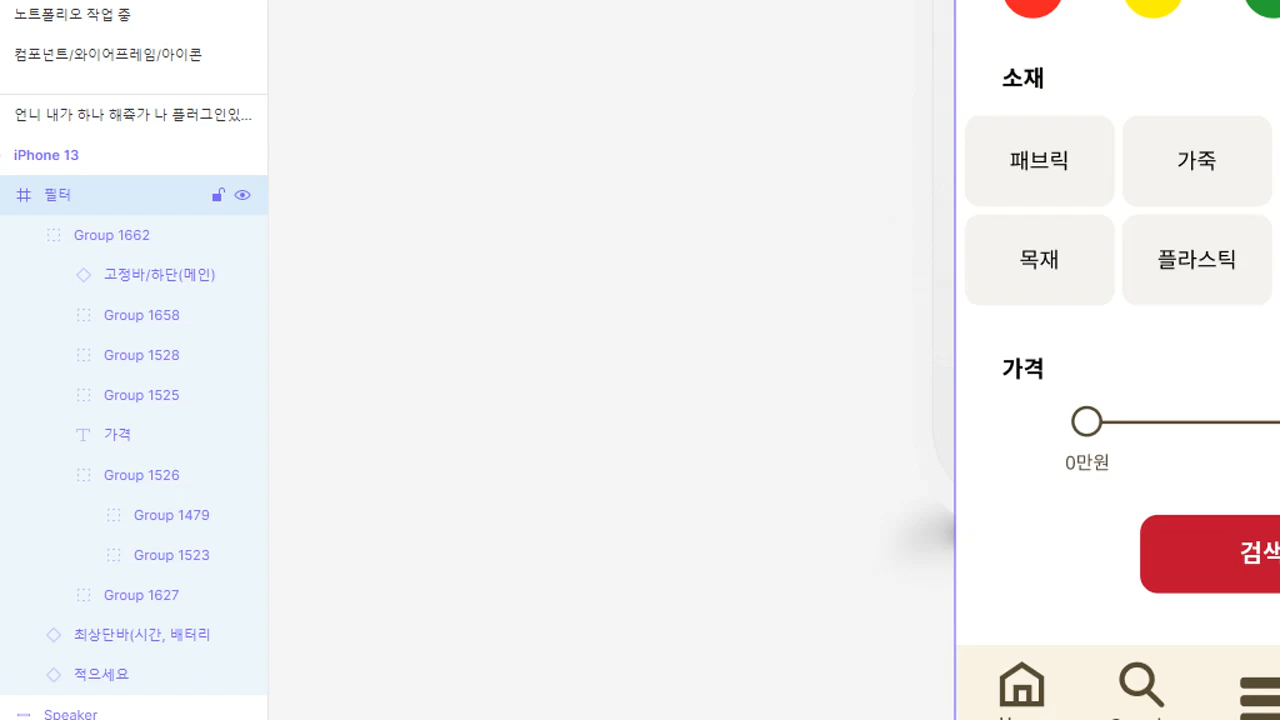 노트폴리오 작업 중
컴포넌트/와이어프레임/아이콘
언니 내가 하나 해쥭가 나 플러그인있...
iPhone 13
필터
Group 1662
고정바/하단(메인)
Group 1658
Group 1528
Group 1525
가격
Group 1526
Group 1479
Group 1523
Group 1627
최상단바(시간, 배터리
적으세요
Speaker
소재
패브릭
가죽
목재
플라스틱
가격
0만원
검색